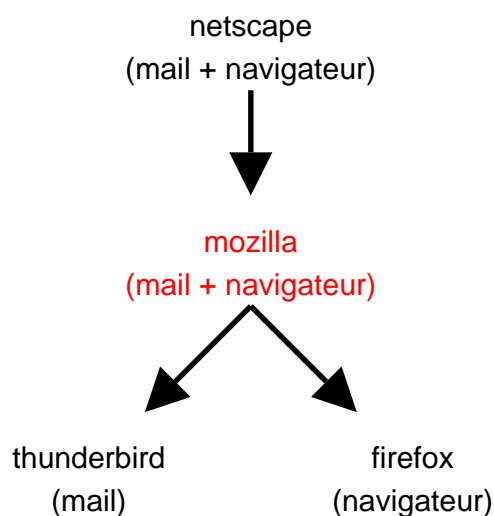 netscape
(mail + navigateur)
mozilla
(mail + navigateur)
thunderbird
(mail)
firefox
(navigateur)